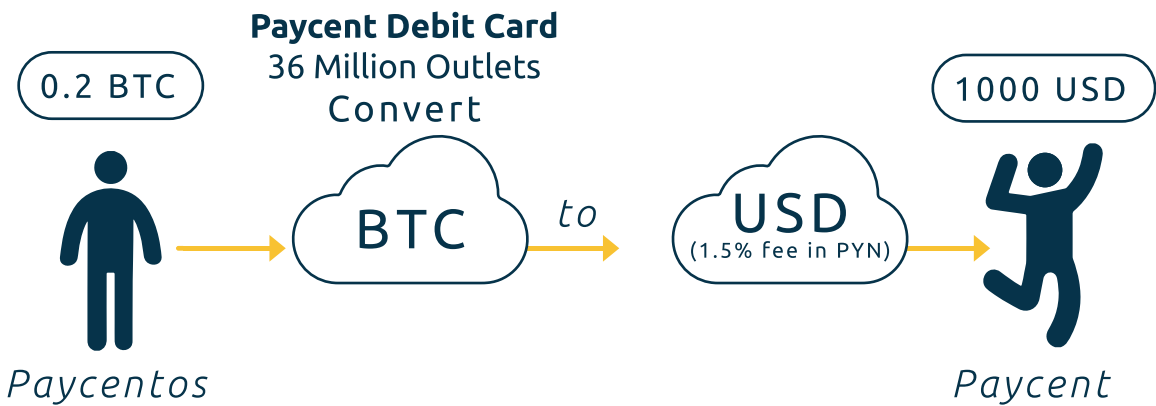 Paycent Debit Card
36 Million Outlets
Convert
0.2 BTC
1000 USD
BTC
to
USD
(1.5% fee in PYN)
Paycentos
Paycent